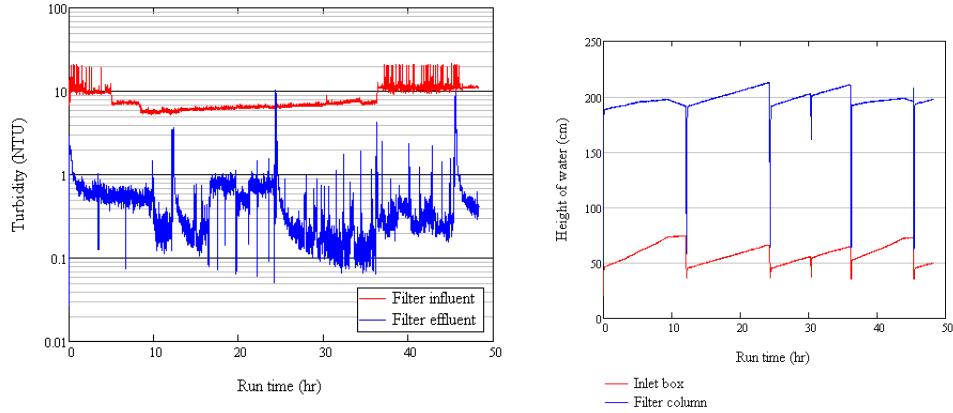 100
10
1
0.1
0.01
Turbidity (NTU)
0
10
20
30
40
50
Run time (hr)
Filter influent
Filter effluent
250
200
150
100
50
0
Height of water (cm)
0
10
20
30
40
50
Run time (hr)
Inlet box
Filter column